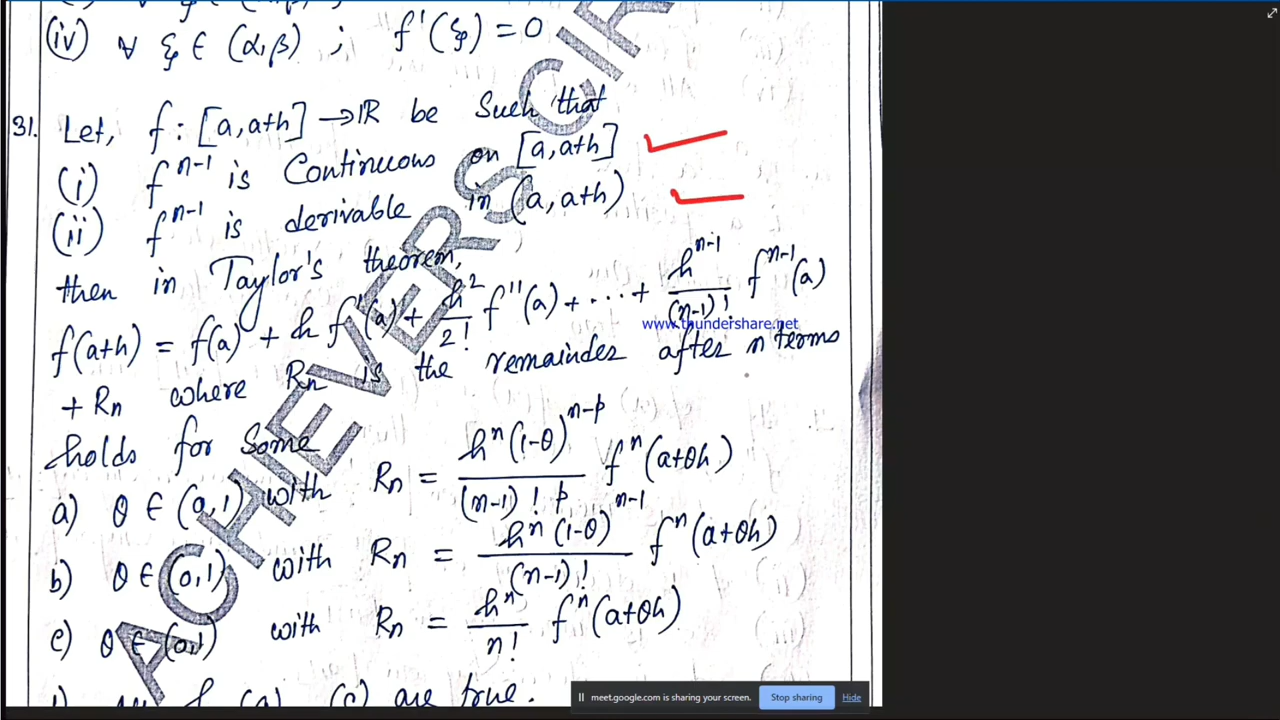 (iv) ∀ ξ ∈ (α,β) ; f'(ξ) = 0
31. Let, f : [a, a+h] → ℝ be such that
(i) f^{n-1} is Continuous on [a, a+h]
(ii) f^{n-1} is derivable in (a, a+h)
then in Taylor's theorem,
f(a+h) = f(a) + h f'(a) + h^2/2! f''(a) + ... + h^{n-1}/(n-1)! f^{n-1}(a)
+ Rn where Rn is the remainder after n terms
holds for some
a) θ ∈ (0,1) with Rn = h^n (1-θ)^{n-p}/((n-1)! p) f^n (a+θh)
b) θ ∈ (0,1) with Rn = h^n (1-θ)^{n-1}/(n-1)! f^n (a+θh)
c) θ ∈ (0,1) with Rn = h^n/n! f^n (a+θh)
are true.
www.thundershare.net
meet.google.com is sharing your screen.
Stop sharing
Hide